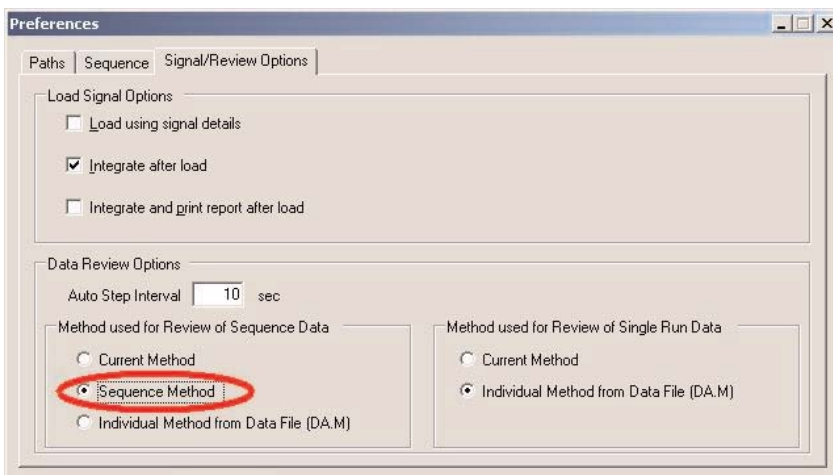 Preferences
Paths
Sequence
Signal/Review Options
Load Signal Options
Load using signal details
Integrate after load
Integrate and print report after load
Data Review Options
Auto Step Interval 10 sec
Method used for Review of Sequence Data
Current Method
Sequence Method
Individual Method from Data File (DA.M)
Method used for Review of Single Run Data
Current Method
Individual Method from Data File (DA.M)